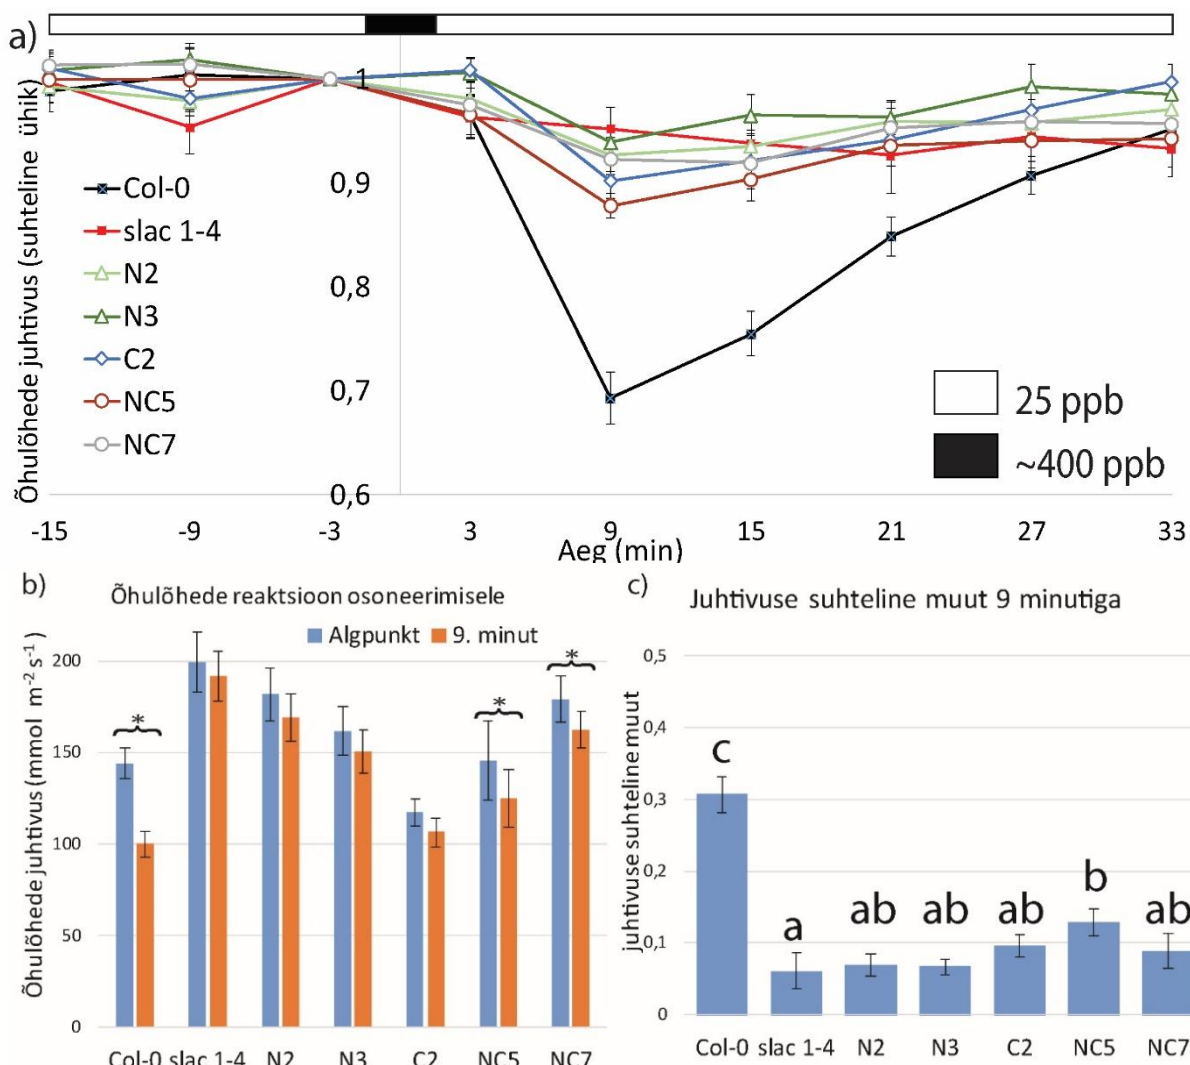 a)
Õhulõhede juhtivus (suhteline ühik)
1
0,9
0,8
0,7
0,6
Col-0
slac 1-4
N2
N3
C2
NC5
NC7
25 ppb
~400 ppb
-15 -9 -3 3 9 15 21 27 33
Aeg (min)
b)
Õhulõhede reaktsioon osoneerimisele
Algpunkt 9. minut
Õhulõhede juhtivus (mmol m-2 s-1)
200
150
100
50
0
* * *
Col-0 slac 1-4 N2 N3 C2 NC5 NC7
c)
Juhtivuse suhteline muut 9 minutiga
juhtivuse suhteline muut
0,5
0,4
0,3
0,2
0,1
0
c a ab ab ab b ab
Col-0 slac 1-4 N2 N3 C2 NC5 NC7